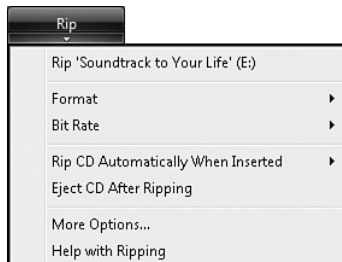 Rip
Rip 'Soundtrack to Your Life' (E:)
Format
Bit Rate
Rip CD Automatically When Inserted
Eject CD After Ripping
More Options...
Help with Ripping